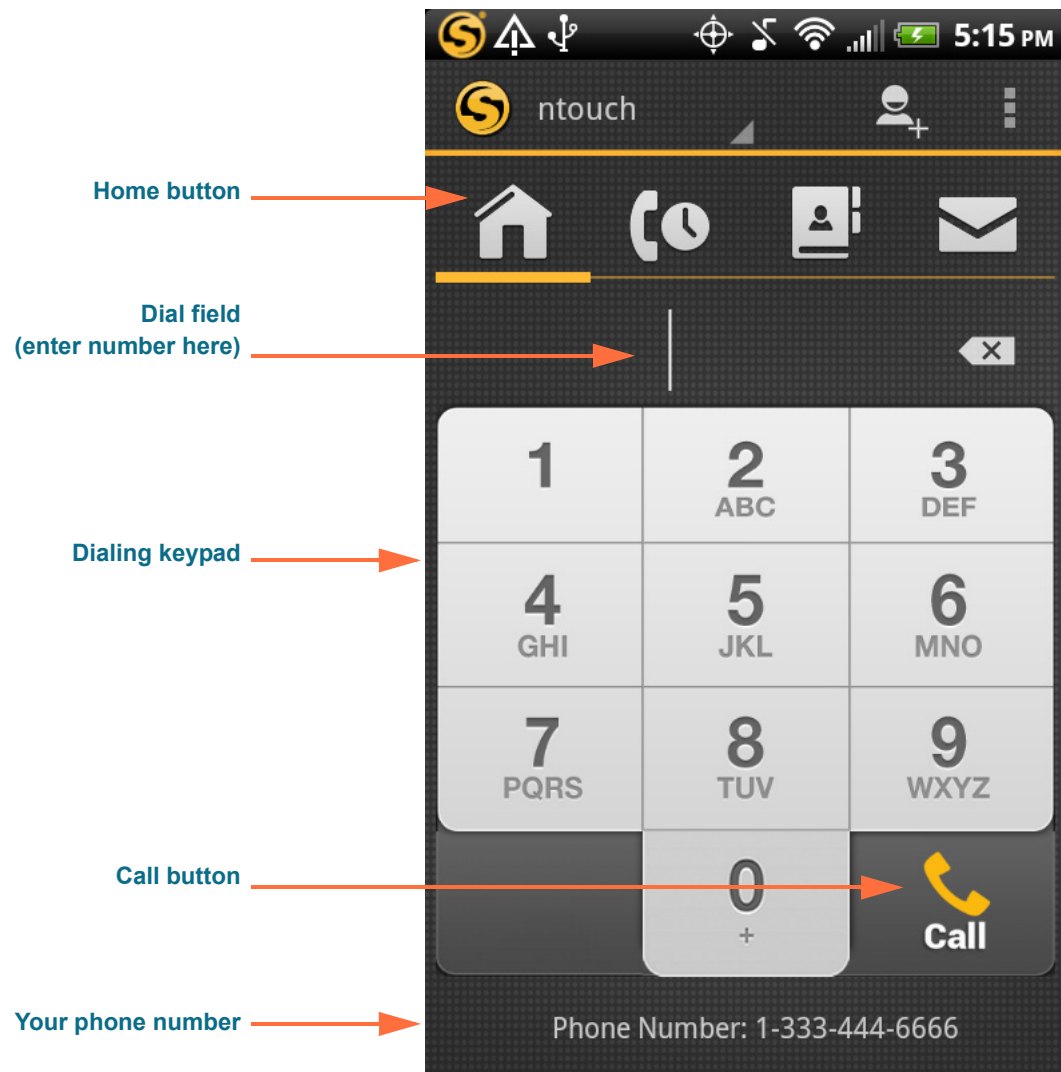 5:15 PM
ntouch
Home button
Dial field
(enter number here)
1
2
ABC
3
DEF
Dialing keypad
4
GHI
5
JKL
6
MNO
7
PQRS
8
TUV
9
WXYZ
Call button
0
+
Call
Your phone number
Phone Number: 1-333-444-6666